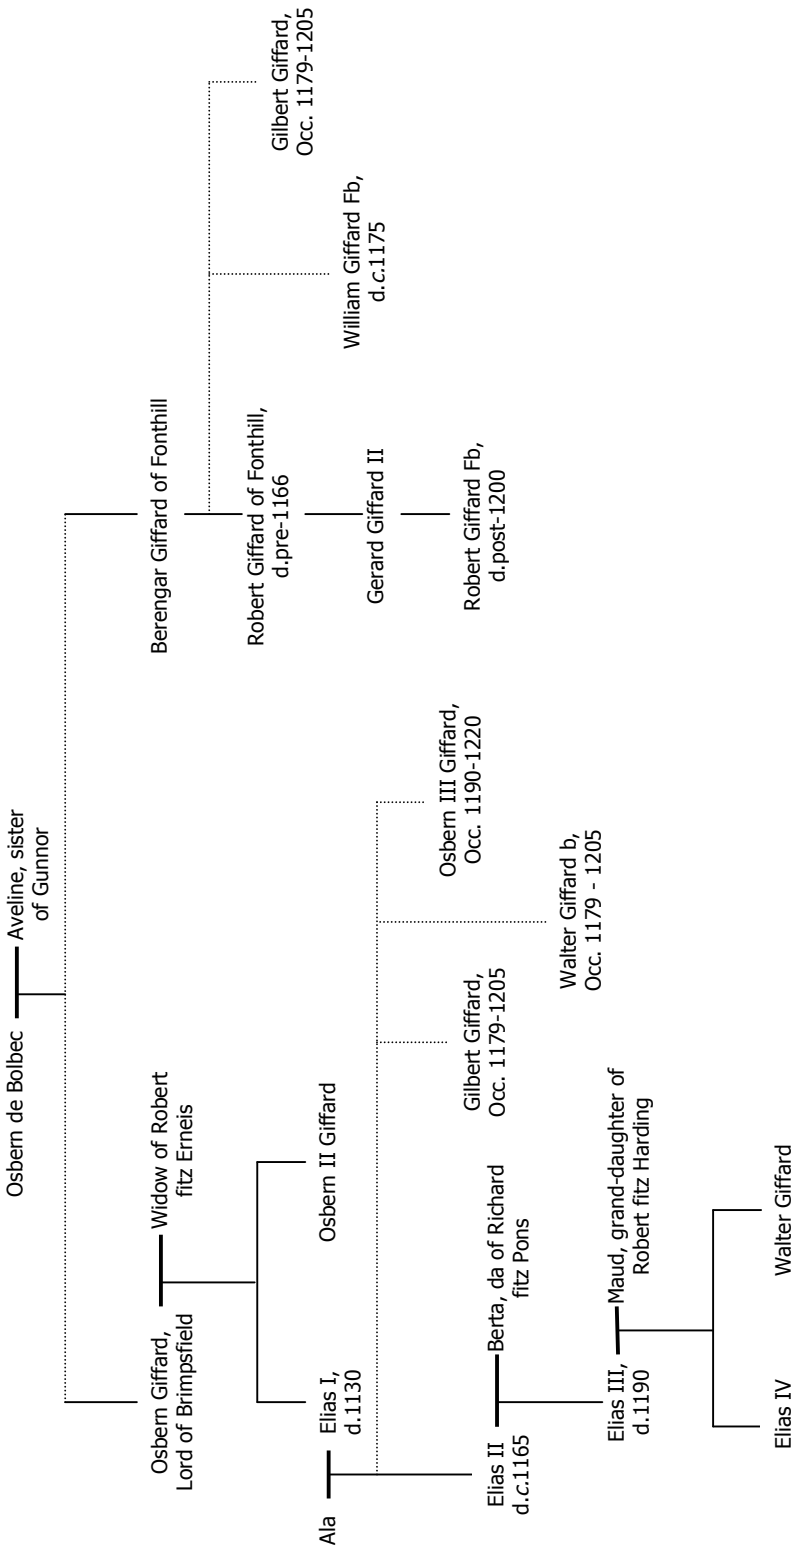 Osbern de Bolbec
Aveline, sister
of Gunnor
Osbern Giffard,
Lord of Brimpsfield
Widow of Robert
fitz Erneis
Berengar Giffard of Fonthill
Ala
Elias I,
d.1130
Osbern II Giffard
Robert Giffard of Fonthill,
d.pre-1166
William Giffard Fb,
d.c.1175
Gilbert Giffard,
Occ. 1179-1205
Gerard Giffard II
Robert Giffard Fb,
d.post-1200
Elias II
d.c.1165
Berta, da of Richard
fitz Pons
Gilbert Giffard,
Occ. 1179-1205
Walter Giffard b,
Occ. 1179 - 1205
Osbern III Giffard,
Occ. 1190-1220
Elias III,
d.1190
Maud, grand-daughter of
Robert fitz Harding
Elias IV
Walter Giffard